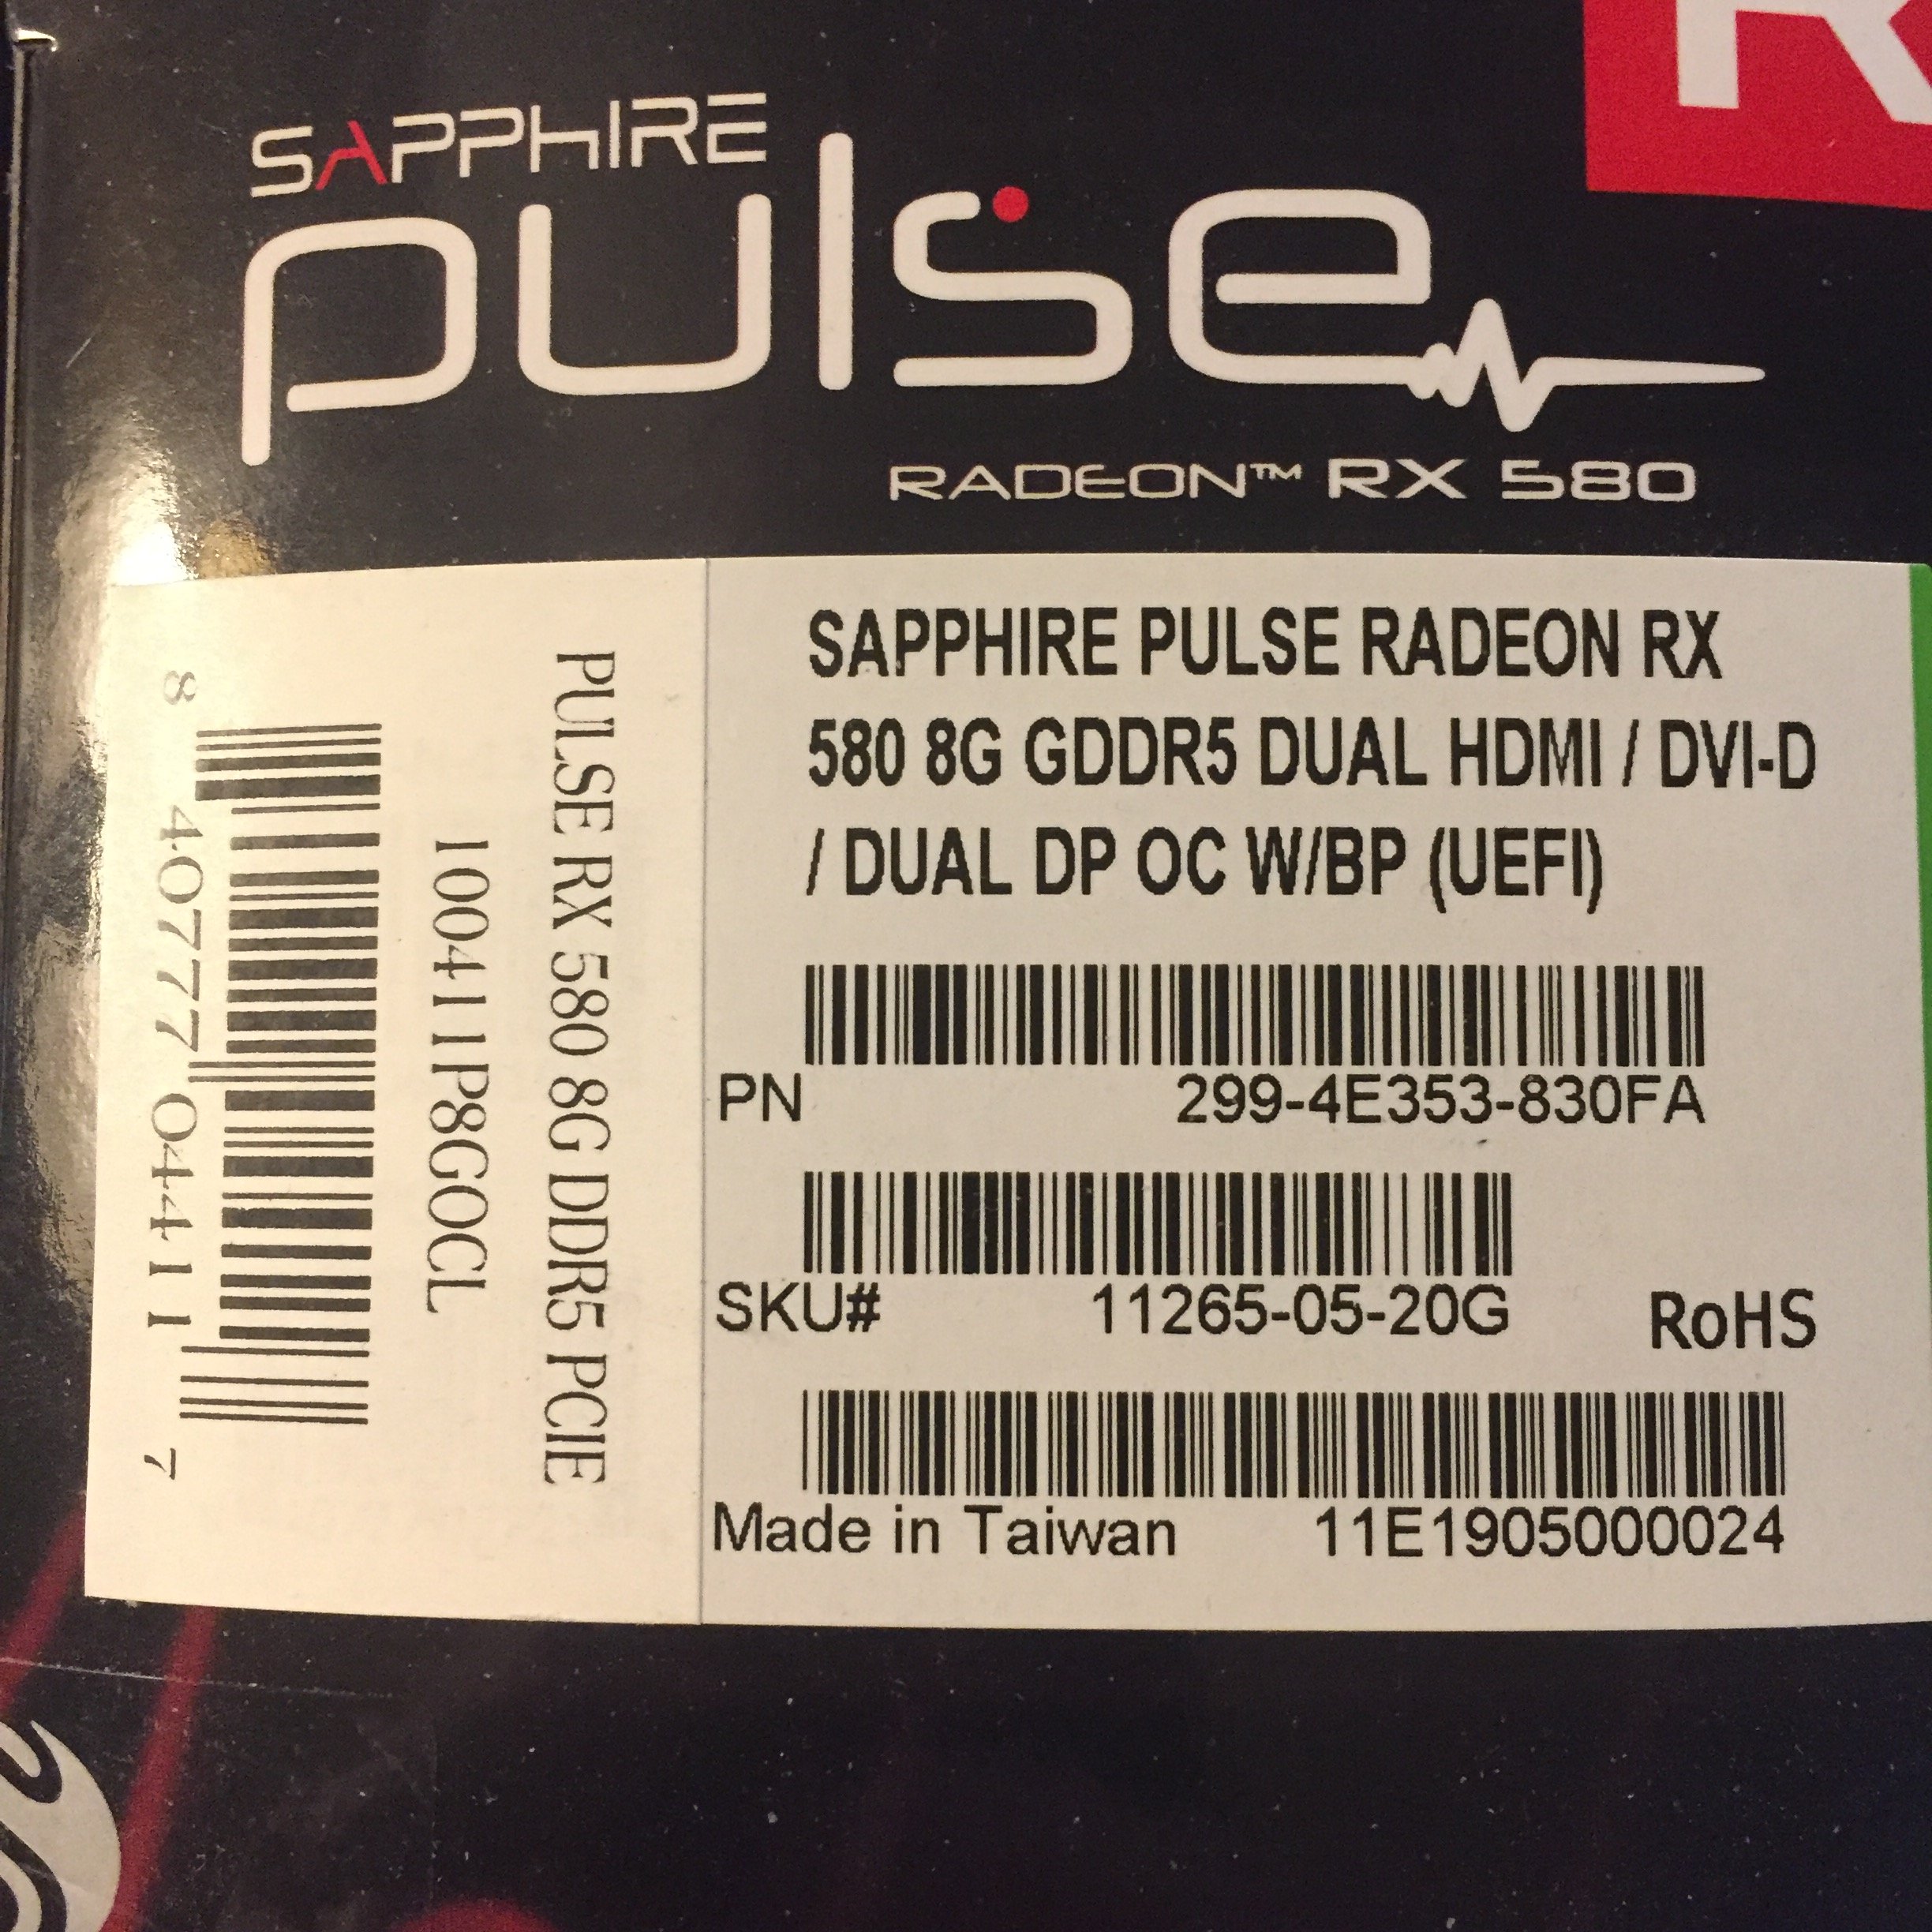 SAPPHIRE
pulse
RADEON™ RX 580
R
SAPPHIRE PULSE RADEON RX
580 8G GDDR5 DUAL HDMI / DVI-D
/ DUAL DP OC W/BP (UEFI)
PN 299-4E353-830FA
SKU# 11265-05-20G RoHS
Made in Taiwan 11E1905000024
PULSE RX 580 8G DDR5 PCIE
100411P8GOCL
8 40777 04411 7